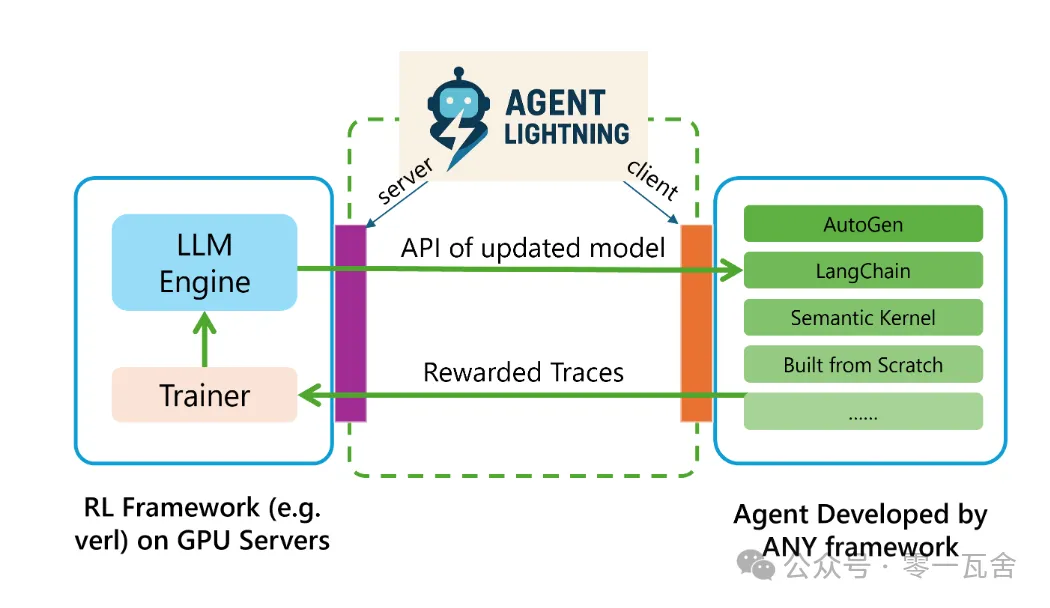 AGENT
LIGHTNING
server
client
LLM
Engine
Trainer
API of updated model
Rewarded Traces
AutoGen
LangChain
Semantic Kernel
Built from Scratch
......
RL Framework (e.g.
verl) on GPU Servers
Agent Developed by
ANY framework
公众号 · 零一瓦舍